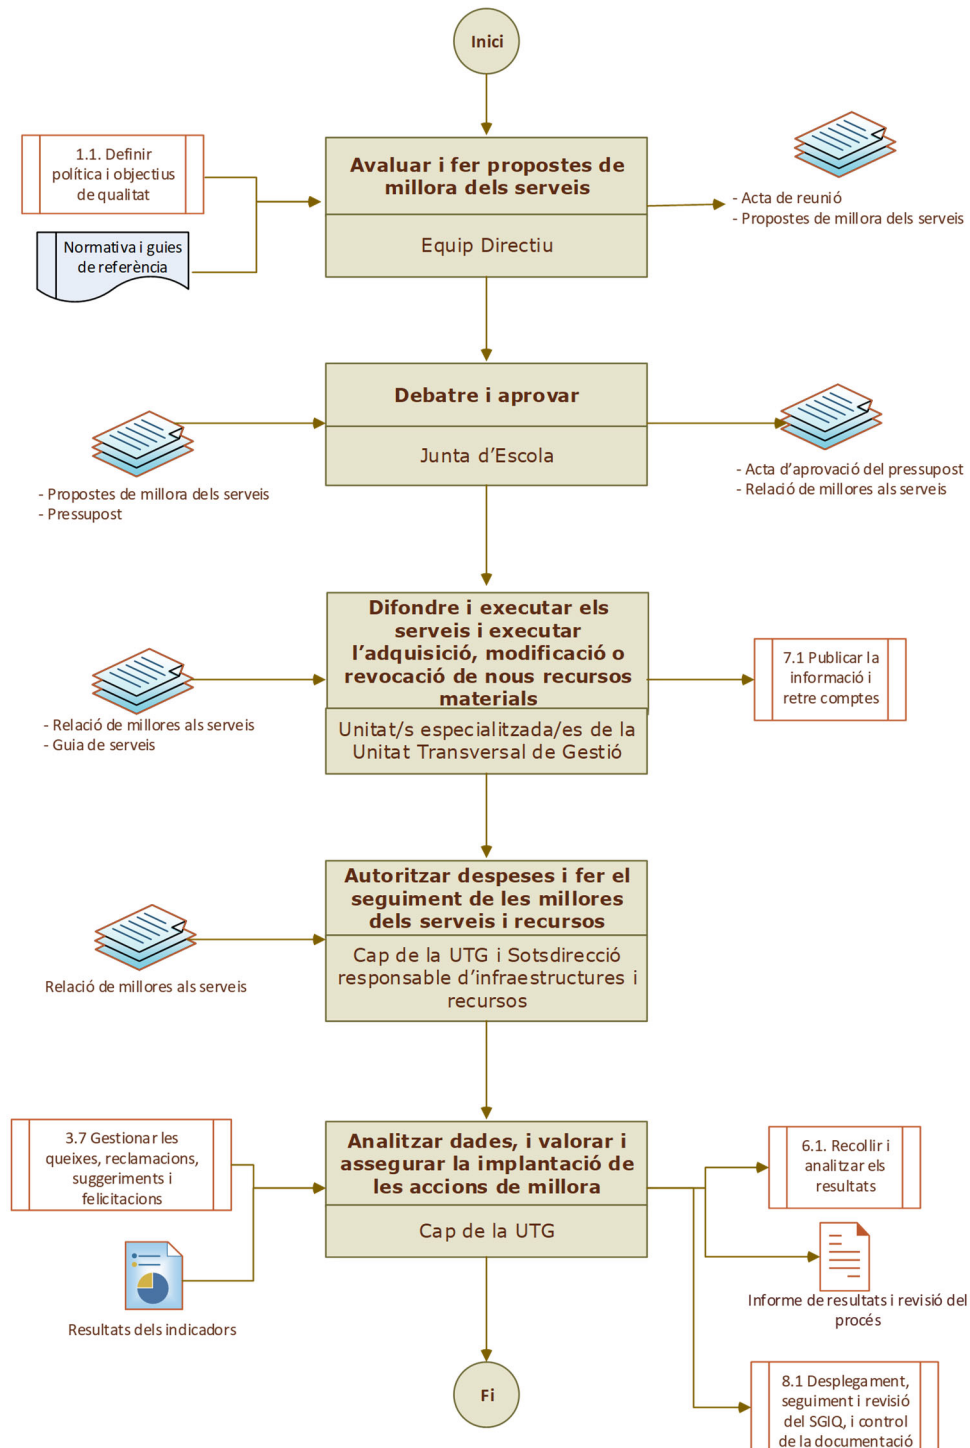 Inici
1.1. Definir
política i objectius
de qualitat
Normativa i guies
de referència
Avaluar i fer propostes de
millora dels serveis
Equip Directiu
- Acta de reunió
- Propostes de millora dels serveis
Debatre i aprovar
Junta d’Escola
- Propostes de millora dels serveis
- Pressupost
- Acta d’aprovació del pressupost
- Relació de millores als serveis
Difondre i executar els
serveis i executar
l’adquisició, modificació o
revocació de nous recursos
materials
Unitat/s especialitzada/es de la
Unitat Transversal de Gestió
- Relació de millores als serveis
- Guia de serveis
7.1 Publicar la
informació i
retre comptes
Autoritzar despeses i fer el
seguiment de les millores
dels serveis i recursos
Cap de la UTG i Sotsdirecció
responsable d’infraestructures i
recursos
Relació de millores als serveis
3.7 Gestionar les
queixes, reclamacions,
suggeriments i
felicitacions
Resultats dels indicadors
Analitzar dades, i valorar i
assegurar la implantació de
les accions de millora
Cap de la UTG
6.1. Recollir i
analitzar els
resultats
Informe de resultats i revisió del
procés
8.1 Desplegament,
seguiment i revisió
del SGIQ, i control
de la documentació
Fi